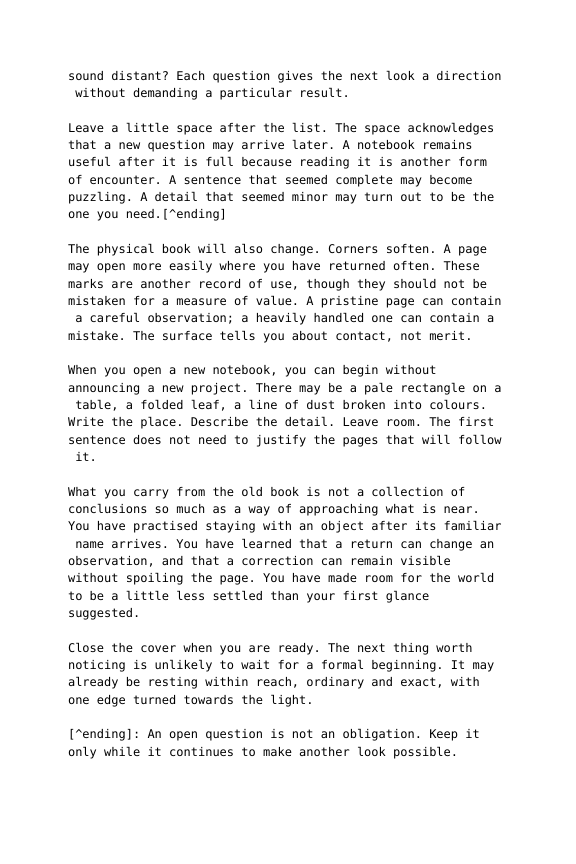 sound distant? Each question gives the next look a direction
without demanding a particular result.
Leave a little space after the list. The space acknowledges
that a new question may arrive later. A notebook remains
useful after it is full because reading it is another form
of encounter. A sentence that seemed complete may become
puzzling. A detail that seemed minor may turn out to be the
one you need.[^ending]
The physical book will also change. Corners soften. A page
may open more easily where you have returned often. These
marks are another record of use, though they should not be
mistaken for a measure of value. A pristine page can contain
a careful observation; a heavily handled one can contain a
mistake. The surface tells you about contact, not merit.
When you open a new notebook, you can begin without
announcing a new project. There may be a pale rectangle on a
table, a folded leaf, a line of dust broken into colours.
Write the place. Describe the detail. Leave room. The first
sentence does not need to justify the pages that will follow
it.
What you carry from the old book is not a collection of
conclusions so much as a way of approaching what is near.
You have practised staying with an object after its familiar
name arrives. You have learned that a return can change an
observation, and that a correction can remain visible
without spoiling the page. You have made room for the world
to be a little less settled than your first glance
suggested.
Close the cover when you are ready. The next thing worth
noticing is unlikely to wait for a formal beginning. It may
already be resting within reach, ordinary and exact, with
one edge turned towards the light.
[^ending]: An open question is not an obligation. Keep it
only while it continues to make another look possible.